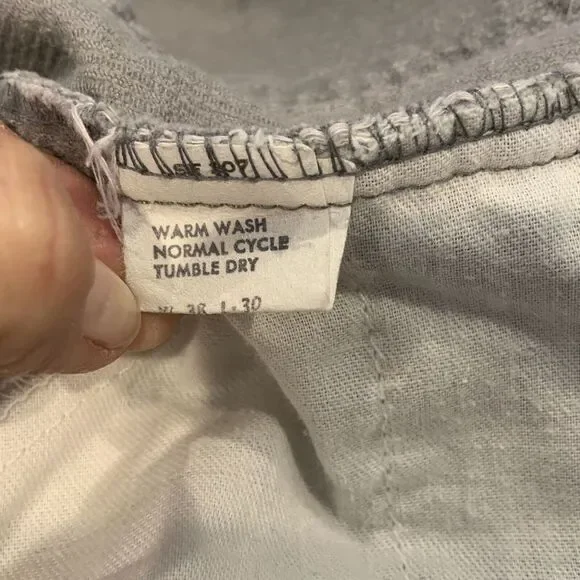 WARM WASH
NORMAL CYCLE
TUMBLE DRY
38 L-30